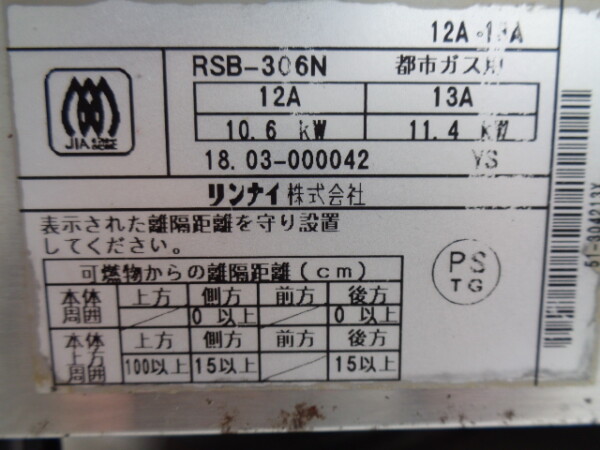 12A・13A
RSB-306N 都市ガス用
12A 13A
10.6 kW 11.4 kW
JIA
18.03-000042 YS
リンナイ株式会社
表示された離隔距離を守り設置
してください。
PS
TG
可燃物からの離隔距離(cm)
本体周囲 上方 側方 前方 後方
0以上 0以上
本体上方周囲 上方 側方 前方 後方
100以上 15以上 15以上